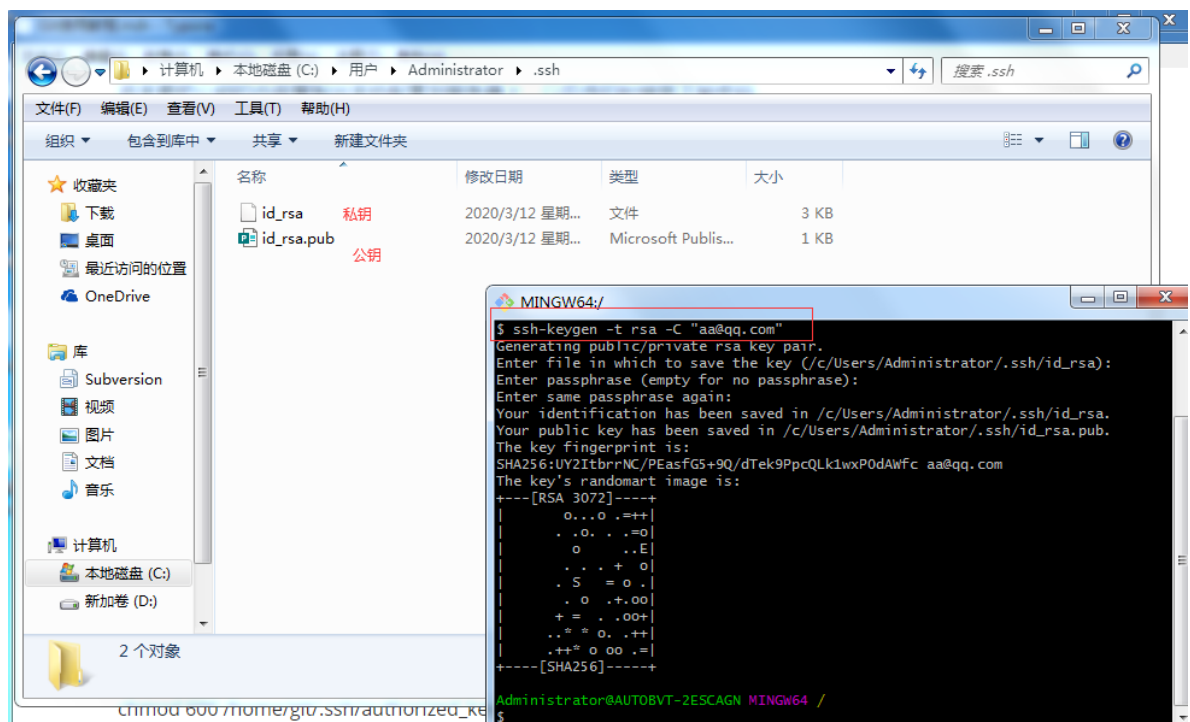 计算机 本地磁盘 (C:) 用户 Administrator .ssh
搜索 .ssh
文件(F) 编辑(E) 查看(V) 工具(T) 帮助(H)
组织 包含到库中 共享 新建文件夹
名称 修改日期 类型 大小
id_rsa 私钥 2020/3/12 星期... 文件 3 KB
id_rsa.pub 2020/3/12 星期... Microsoft Publis... 1 KB
公钥
收藏夹
下载
桌面
最近访问的位置
OneDrive
库
Subversion
视频
图片
文档
音乐
计算机
本地磁盘 (C:)
新加卷 (D:)
2 个对象
MINGW64:/
$ ssh-keygen -t rsa -C "aa@qq.com"
Generating public/private rsa key pair.
Enter file in which to save the key (/c/Users/Administrator/.ssh/id_rsa):
Enter passphrase (empty for no passphrase):
Enter same passphrase again:
Your identification has been saved in /c/Users/Administrator/.ssh/id_rsa.
Your public key has been saved in /c/Users/Administrator/.ssh/id_rsa.pub.
The key fingerprint is:
SHA256:UY2ItbrrNC/PEasfG5+9Q/dTek9PpcQLk1wxPOdAWfc aa@qq.com
The key's randomart image is:
+---[RSA 3072]----+
|      o...o .=++|
|     . .o. . .=o|
|      o     ..E|
|     . . . +  o|
|     . S  = o .|
|      . o  .+.oo|
|     + =  . .oo+|
|    ..* * o. .++|
|    .++* o oo .=|
+----[SHA256]-----+
Administrator@AUTOBVT-2ESCAGN MINGW64 /
$
chmod 600 /home/git/.ssh/authorized_ke